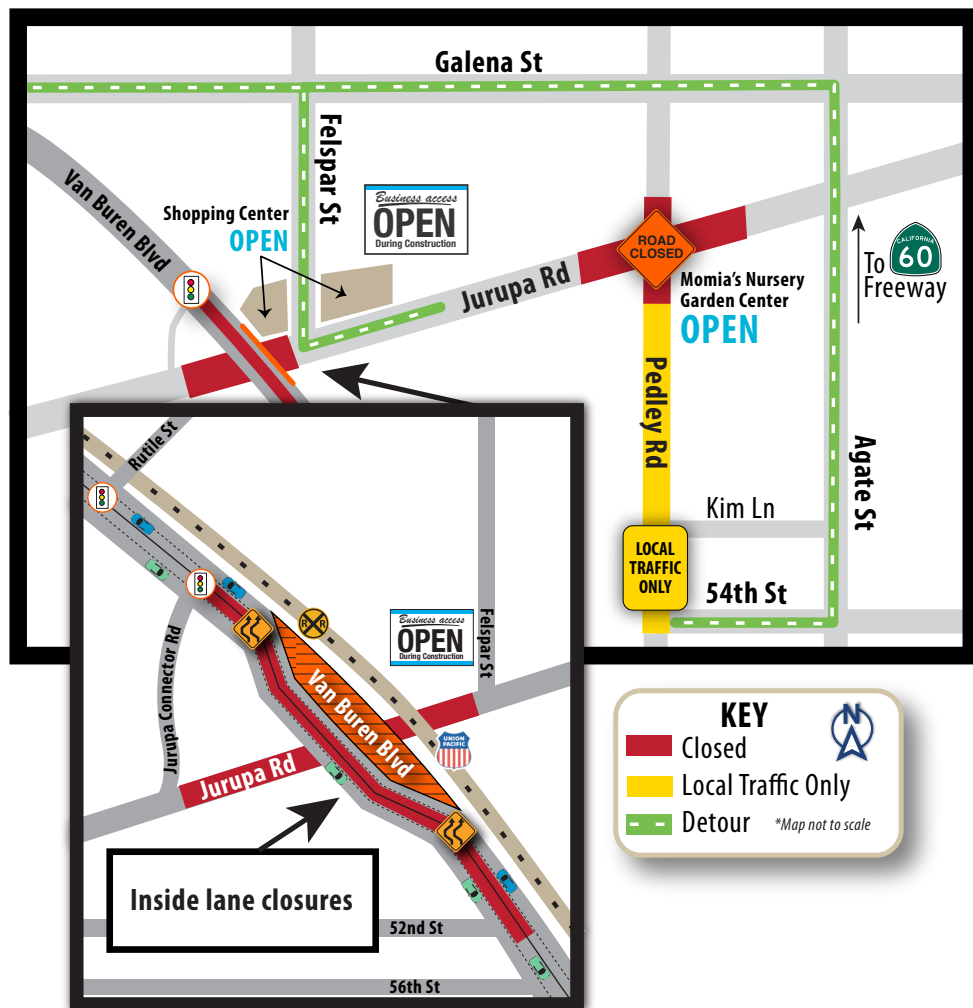 Galena St
Felspar St
Van Buren Blvd
Shopping Center
OPEN
Business access
OPEN
During Construction
Jurupa Rd
ROAD
CLOSED
Momia's Nursery
Garden Center
OPEN
CALIFORNIA
60
To
Freeway
Pedley Rd
Agate St
Kim Ln
LOCAL
TRAFFIC
ONLY
54th St
Rutile St
R R
Business access
OPEN
During Construction
Felspar St
Jurupa Connector Rd
Van Buren Blvd
UNION
PACIFIC
Jurupa Rd
Inside lane closures
52nd St
56th St
KEY
N
Closed
Local Traffic Only
Detour
*Map not to scale